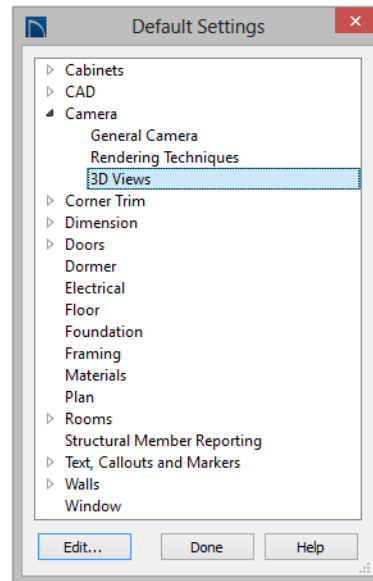 Default Settings
Cabinets
CAD
Camera
General Camera
Rendering Techniques
3D Views
Corner Trim
Dimension
Doors
Dormer
Electrical
Floor
Foundation
Framing
Materials
Plan
Rooms
Structural Member Reporting
Text, Callouts and Markers
Walls
Window
Edit... Done Help